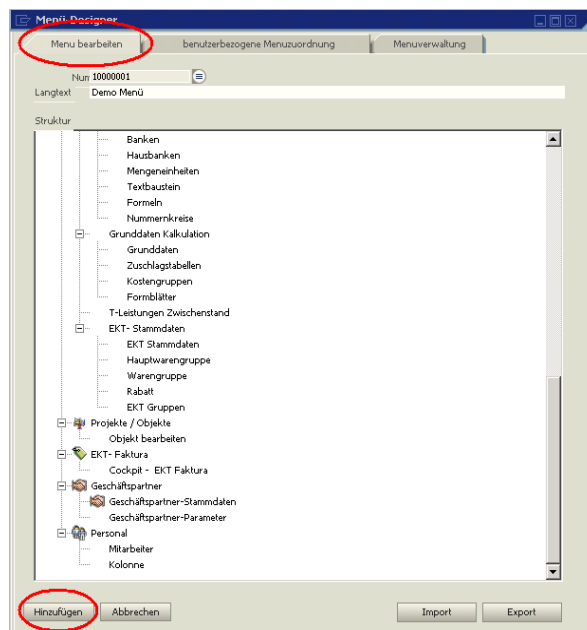 Menü-Designer
Menu bearbeiten
benutzerbezogene Menuzuordnung
Menuverwaltung
Num 10000001
Langtext Demo Menü
Struktur
Banken
Hausbanken
Mengeneinheiten
Textbaustein
Formeln
Nummernkreise
Grunddaten Kalkulation
Grunddaten
Zuschlagstabellen
Kostengruppen
Formblätter
T-Leistungen Zwischenstand
EKT- Stammdaten
EKT Stammdaten
Hauptwarengruppe
Warengruppe
Rabatt
EKT Gruppen
Projekte / Objekte
Objekt bearbeiten
EKT- Faktura
Cockpit - EKT Faktura
Geschäftspartner
Geschäftspartner-Stammdaten
Geschäftspartner-Parameter
Personal
Mitarbeiter
Kolonne
Hinzufügen
Abbrechen
Import
Export